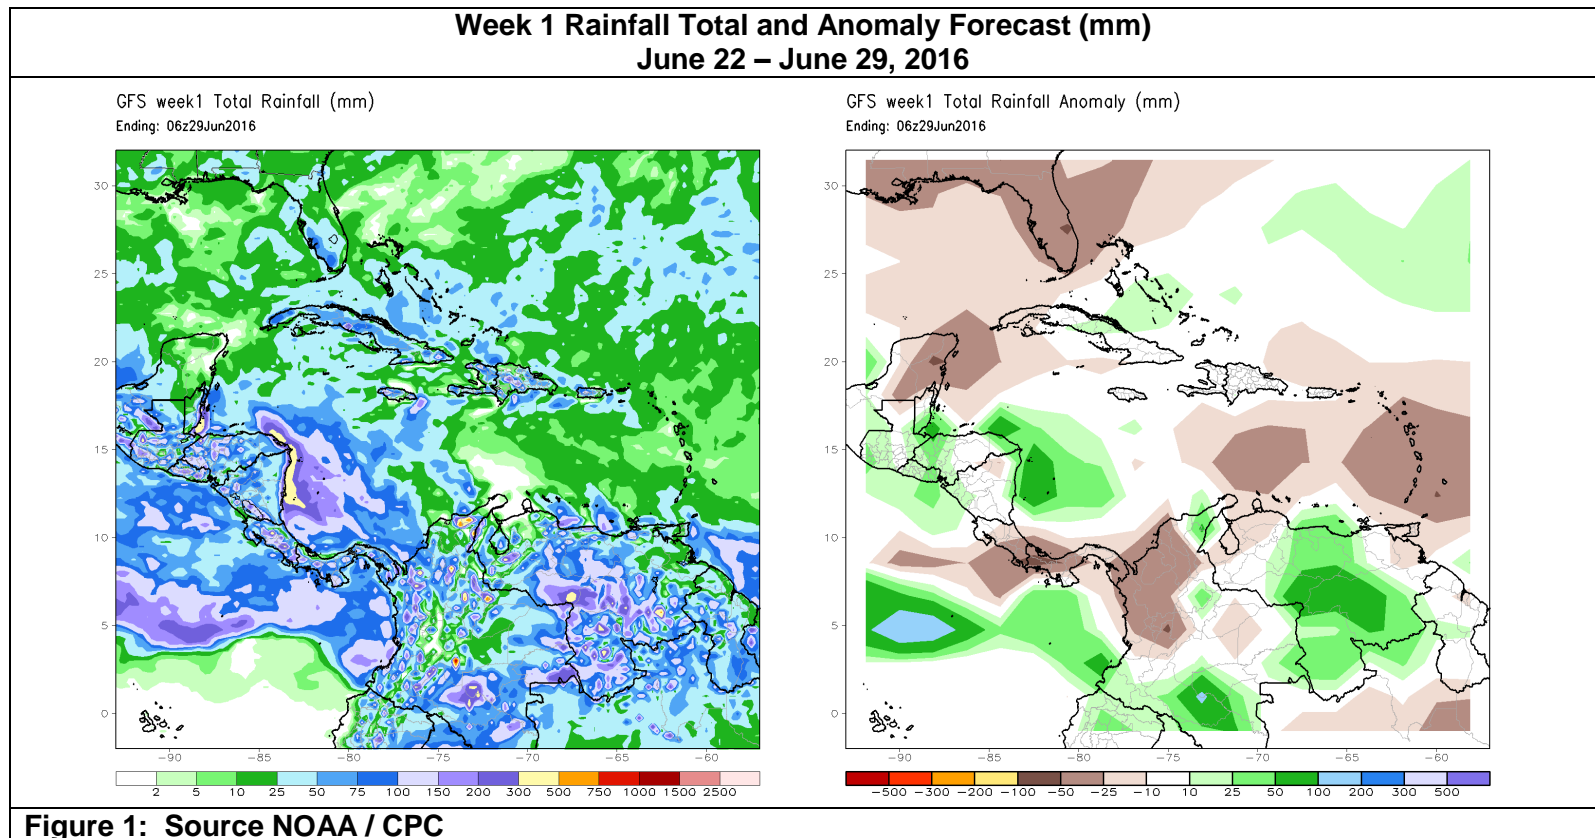 Week 1 Rainfall Total and Anomaly Forecast (mm)
June 22 – June 29, 2016
GFS week1 Total Rainfall (mm)
Ending: 06z29Jun2016
30
25
20
15
10
5
0
-90 -85 -80 -75 -70 -65 -60
2 5 10 25 50 75 100 150 200 300 500 750 1000 1500 2500
GFS week1 Total Rainfall Anomaly (mm)
Ending: 06z29Jun2016
30
25
20
15
10
5
0
-90 -85 -80 -75 -70 -65 -60
-500 -300 -200 -100 -50 -25 -10 10 25 50 100 200 300 500
Figure 1: Source NOAA / CPC